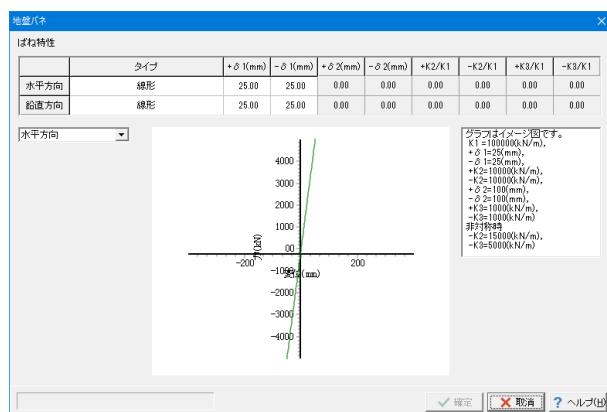 地盤バネ
ばね特性
タイプ +δ1(mm) -δ1(mm) +δ2(mm) -δ2(mm) +K2/K1 -K2/K1 +K3/K1 -K3/K1
水平方向 線形 25.00 25.00 0.00 0.00 0.00 0.00 0.00 0.00
鉛直方向 線形 25.00 25.00 0.00 0.00 0.00 0.00 0.00 0.00
水平方向
グラフはイメージ図です。
K1 =100000(kN/m),
+δ1=25(mm),
-δ1=25(mm),
+K2=10000(kN/m),
-K2=10000(kN/m),
+δ2=100(mm),
-δ2=100(mm),
+K3=1000(kN/m),
-K3=1000(kN/m)
非対称時
-K2=15000(kN/m),
-K3=5000(kN/m)
4000
3000
2000
1000
00
力(kN)
-200
200
変位(mm)
-1000
-2000
-3000
-4000
確定
取消
? ヘルプ(H)